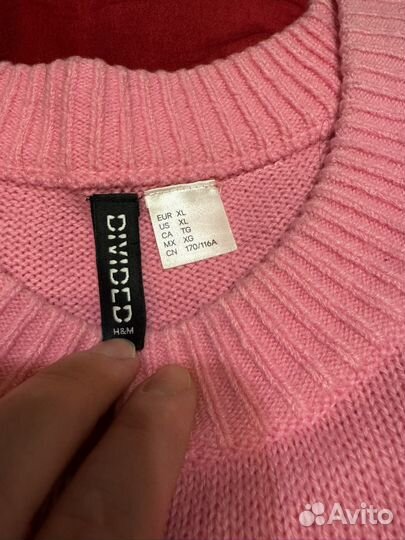 DIVIDED
H&M
EUR XL
US XL
CA TG
MX XG
CN 170/116A
Avito